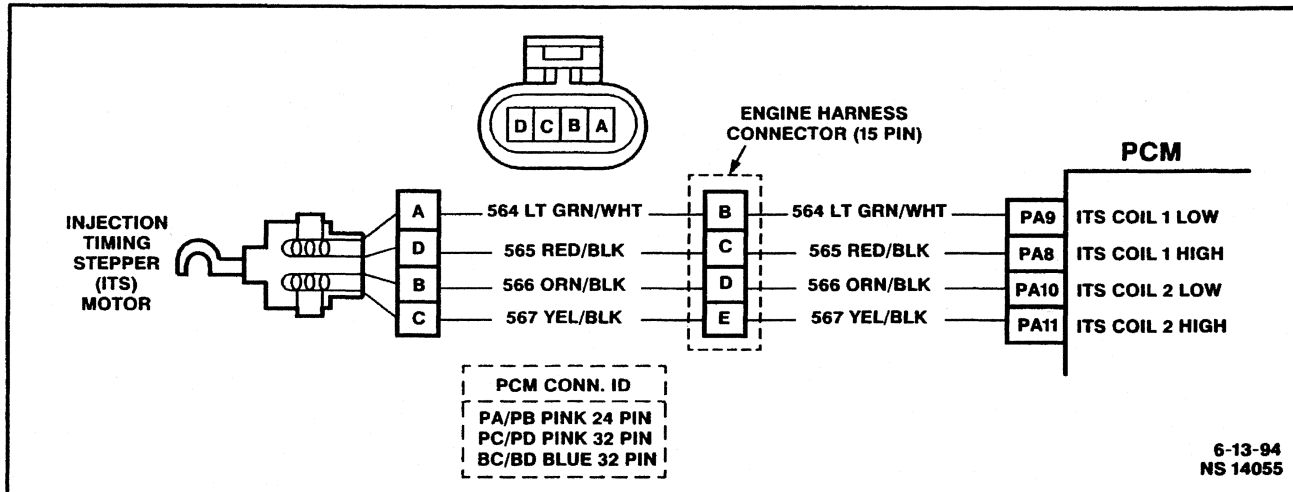 D C B A
ENGINE HARNESS
CONNECTOR (15 PIN)
PCM
INJECTION
TIMING
STEPPER
(ITS)
MOTOR
A 564 LT GRN/WHT B 564 LT GRN/WHT PA9 ITS COIL 1 LOW
D 565 RED/BLK C 565 RED/BLK PA8 ITS COIL 1 HIGH
B 566 ORN/BLK D 566 ORN/BLK PA10 ITS COIL 2 LOW
C 567 YEL/BLK E 567 YEL/BLK PA11 ITS COIL 2 HIGH
PCM CONN. ID
PA/PB PINK 24 PIN
PC/PD PINK 32 PIN
BC/BD BLUE 32 PIN
6-13-94
NS 14055